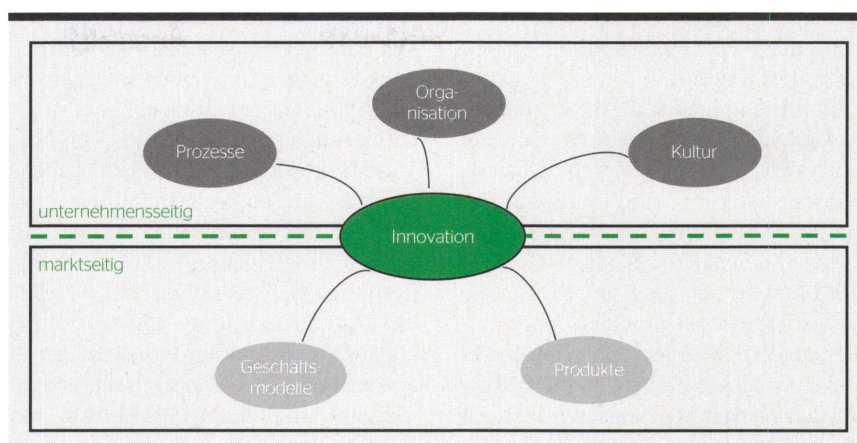 Orga-
nisation
Prozesse
Kultur
unternehmensseitig
Innovation
marktseitig
Geschäfts-
modelle
Produkte